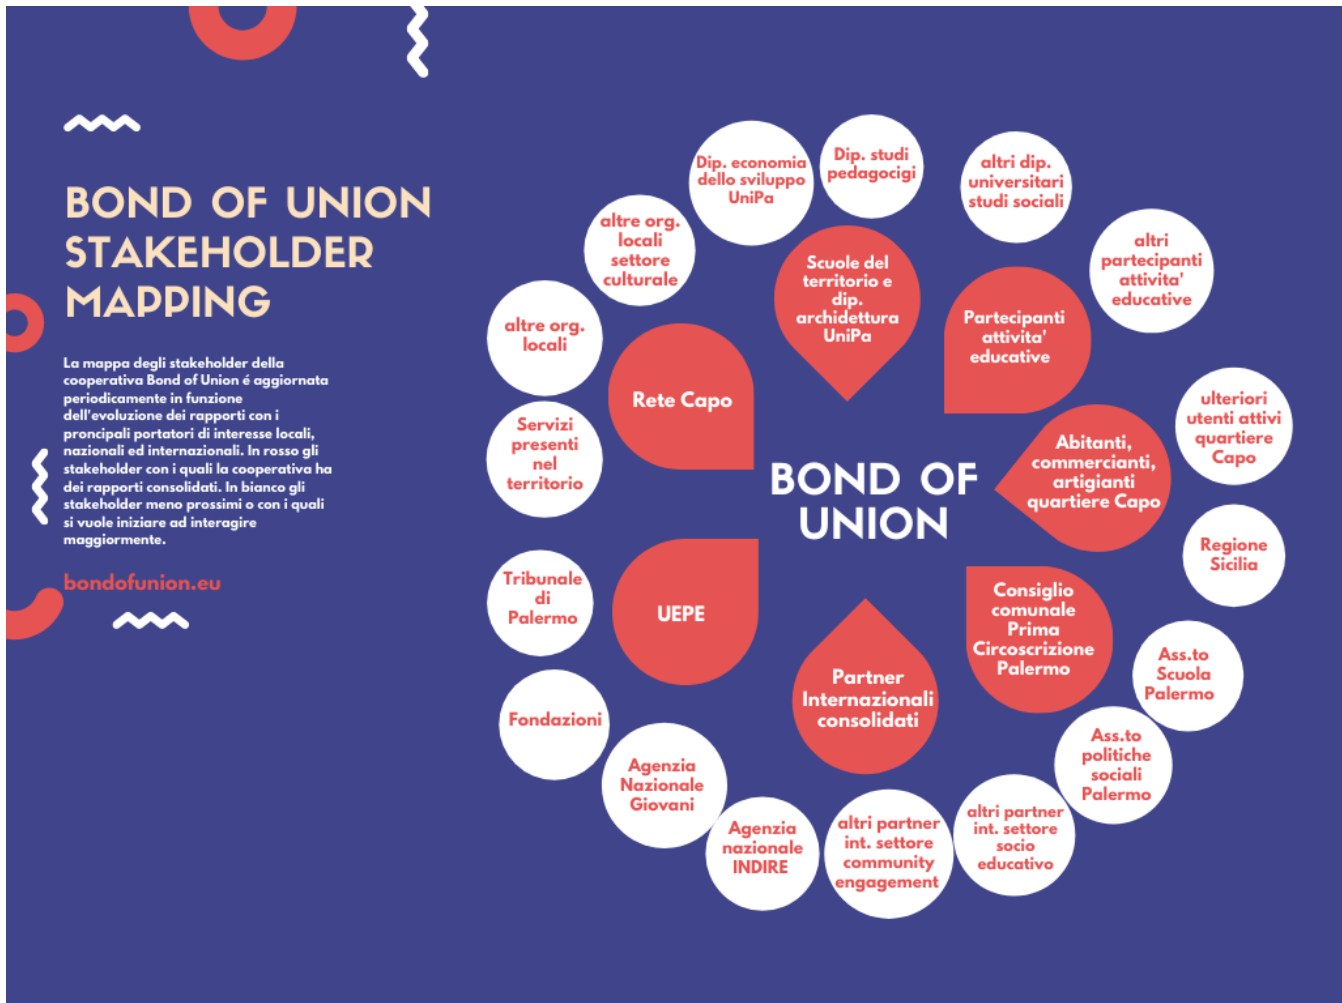 BOND OF UNION
STAKEHOLDER
MAPPING
La mappa degli stakeholder della
cooperativa Bond of Union é aggiornata
periodicamente in funzione
dell'evoluzione dei rapporti con i
proncipali portatori di interesse locali,
nazionali ed internazionali. In rosso gli
stakeholder con i quali la cooperativa ha
dei rapporti consolidati. In bianco gli
stakeholder meno prossimi o con i quali
si vuole iniziare ad interagire
maggiormente.
bondofunion.eu
Dip. economia
dello sviluppo
UniPa
Dip. studi
pedagocigi
altri dip.
universitari
studi sociali
altri
partecipanti
attivita'
educative
ulteriori
utenti attivi
quartiere
Capo
Regione
Sicilia
Ass.to
Scuola
Palermo
Ass.to
politiche
sociali
Palermo
altri partner
int. settore
socio
educativo
altri partner
int. settore
community
engagement
Agenzia
nazionale
INDIRE
Agenzia
Nazionale
Giovani
Fondazioni
Tribunale
di
Palermo
Servizi
presenti
nel
territorio
altre org.
locali
altre org.
locali
settore
culturale
Scuole del
territorio e
dip.
archidettura
UniPa
Partecipanti
attivita'
educative
Abitanti,
commercianti,
artigianti
quartiere Capo
Consiglio
comunale
Prima
Circoscrizione
Palermo
Partner
Internazionali
consolidati
UEPE
Rete Capo
BOND OF
UNION